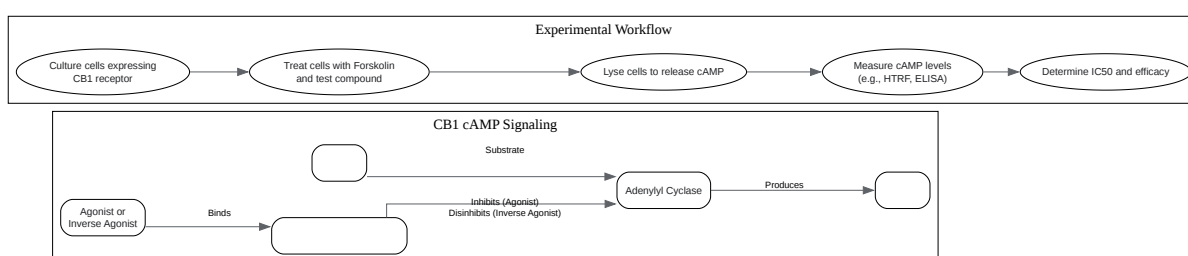 Experimental Workflow
Culture cells expressing
CB1 receptor
Treat cells with Forskolin
and test compound
Lyse cells to release cAMP
Measure cAMP levels
(e.g., HTRF, ELISA)
Determine IC50 and efficacy
CB1 cAMP Signaling
Substrate
Adenylyl Cyclase
Produces
Agonist or
Inverse Agonist
Binds
Inhibits (Agonist)
Disinhibits (Inverse Agonist)